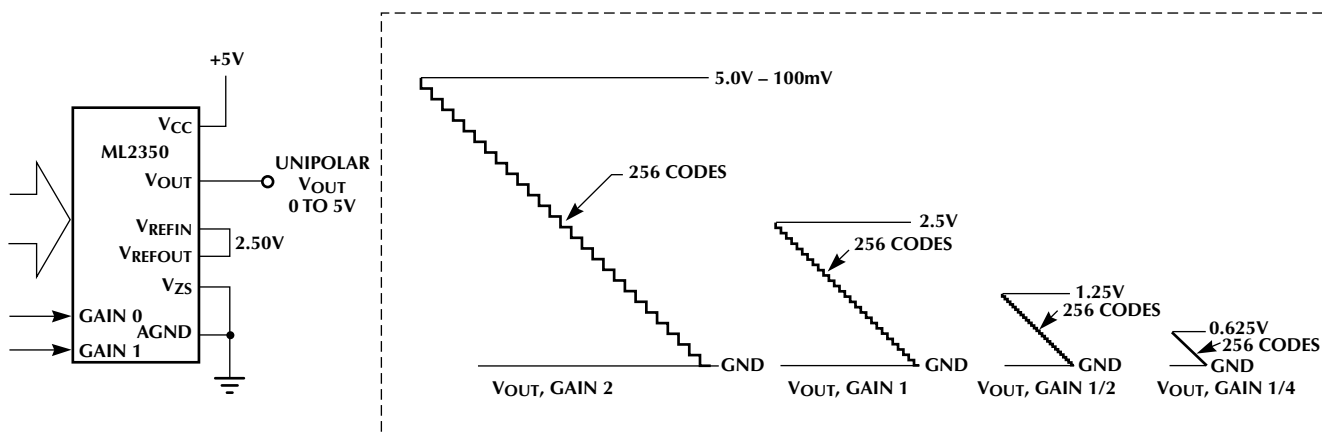 +5V
VCC
ML2350
VOUT
UNIPOLAR
VOUT
0 TO 5V
VREFIN
VREFOUT
2.50V
VZS
GAIN 0
AGND
GAIN 1
5.0V – 100mV
256 CODES
GND
VOUT, GAIN 2
2.5V
256 CODES
GND
VOUT, GAIN 1
1.25V
256 CODES
GND
VOUT, GAIN 1/2
0.625V
256 CODES
GND
VOUT, GAIN 1/4